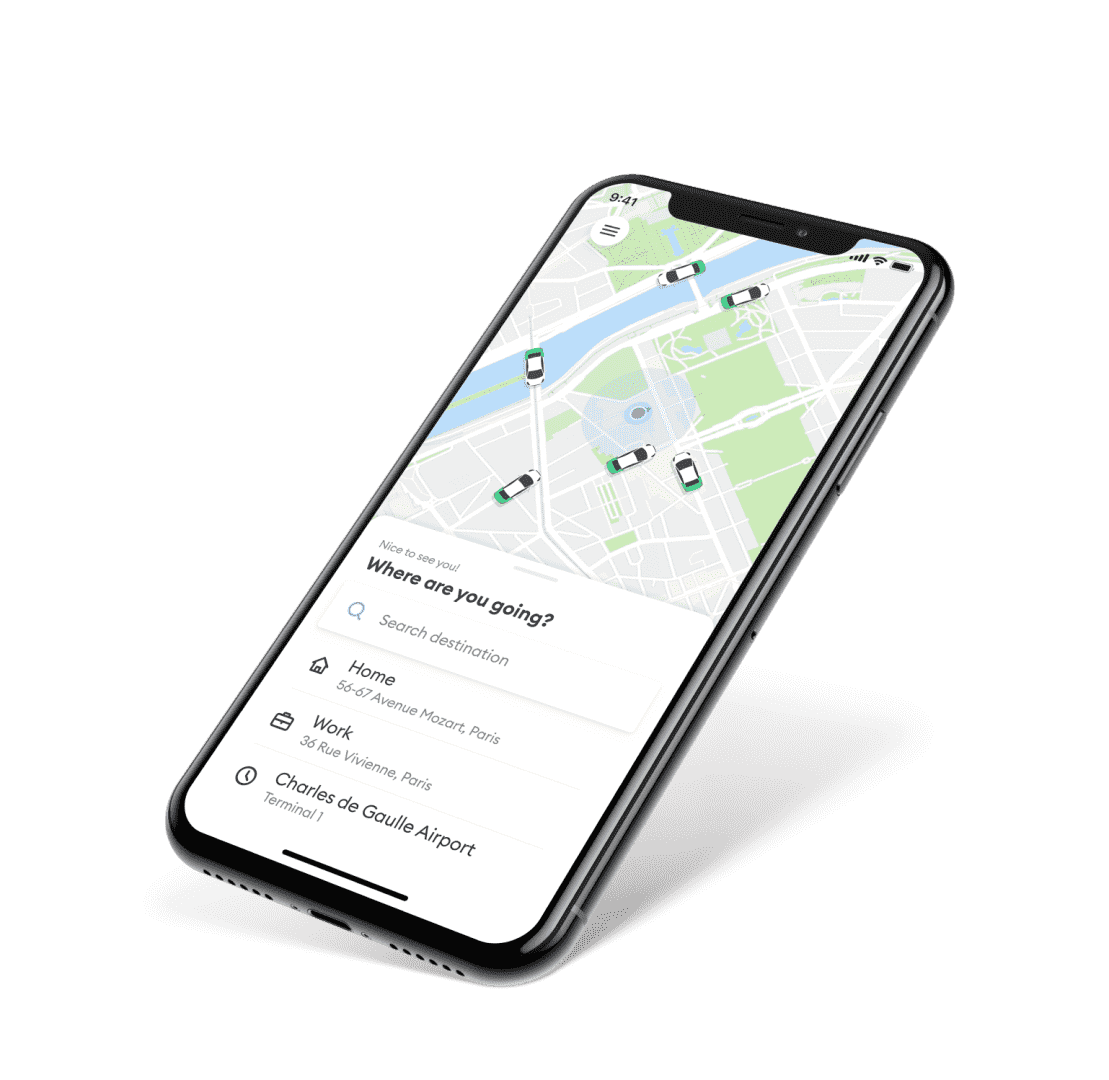 9:41
Nice to see you!
Where are you going?
Search destination
Home
56-67 Avenue Mozart, Paris
Work
36 Rue Vivienne, Paris
Charles de Gaulle Airport
Terminal 1